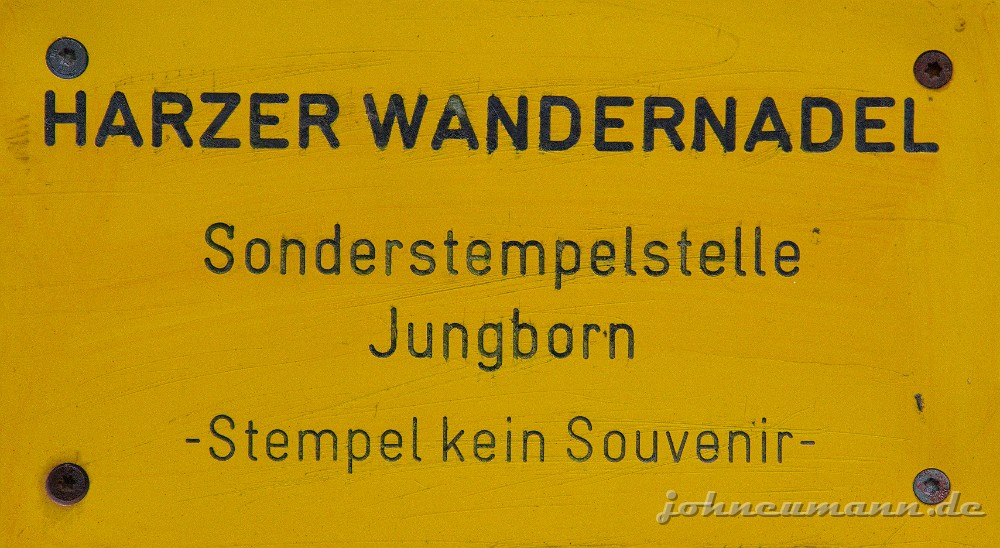 HARZER WANDERNADEL
Sonderstempelstelle
Jungborn
-Stempel kein Souvenir-
johneumann.de